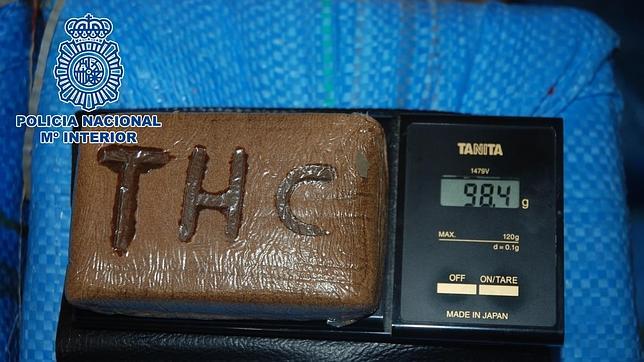 POLICIA NACIONAL
Mº INTERIOR
THC
TANITA
1479V
98.4 g
MAX. 120g
d = 0.1g
OFF ON/TARE
MADE IN JAPAN